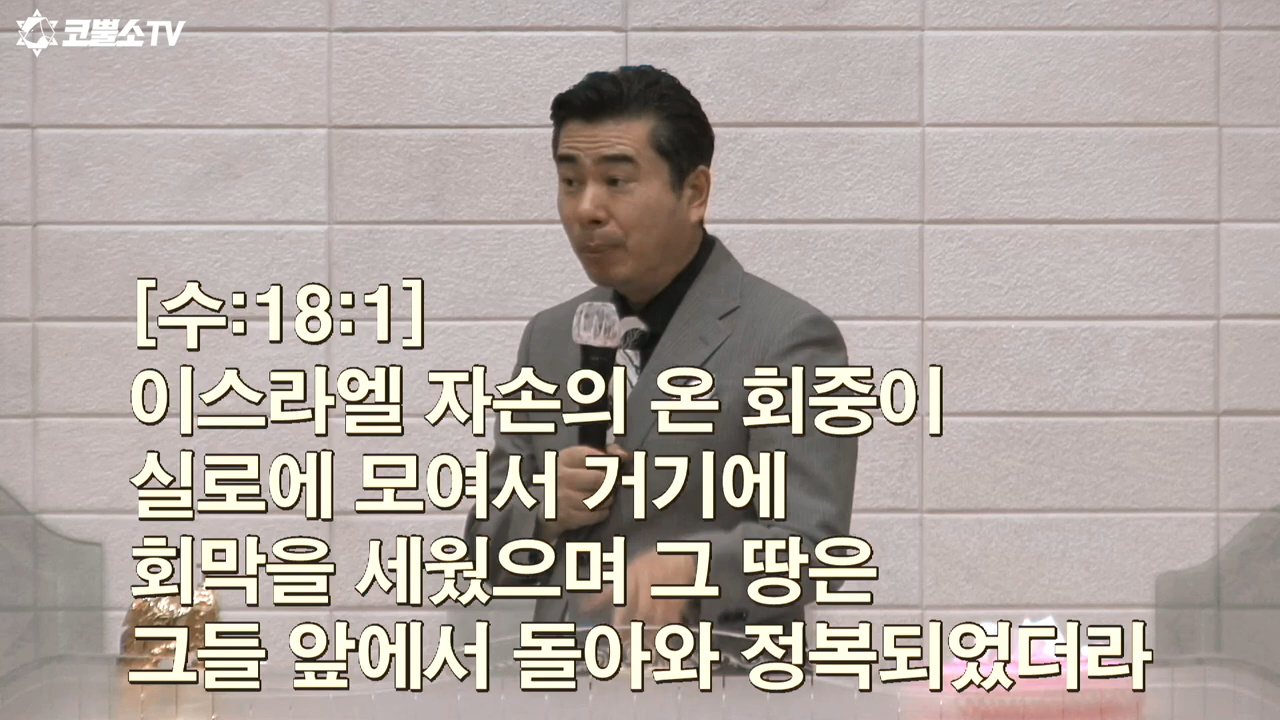 코뿔소TV
[수:18:1]
이스라엘 자손의 온 회중이
실로에 모여서 거기에
회막을 세웠으며 그 땅은
그들 앞에서 돌아와 정복되었더라